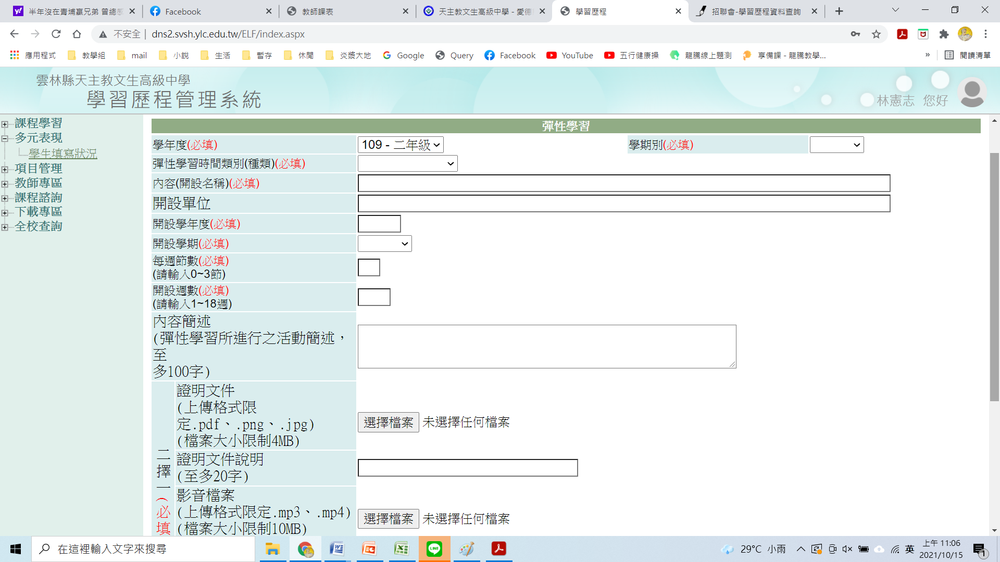 半年沒在青埔贏兄弟 曾總
Facebook
教師課表
天主教文生高級中學 - 愛德
學習歷程
招聯會-學習歷程資料查詢
不安全 | dns2.svsh.ylc.edu.tw/ELF/index.aspx
應用程式 教學組 mail 小說 生活 暫存 休閒 炎漿大地 Google Query Facebook YouTube 五行健康操 龍騰線上題測 享備課 - 龍騰教學... » 閱讀清單
雲林縣天主教文生高級中學
學習歷程管理系統
林憲志 您好
課程學習
多元表現
學生填寫狀況
項目管理
教師專區
課程諮詢
下載專區
全校查詢
彈性學習
學年度(必填) 109 - 二年級 學期別(必填)
彈性學習時間類別(種類)(必填)
內容(開設名稱)(必填)
開設單位
開設學年度(必填)
開設學期(必填)
每週節數(必填)
(請輸入0~3節)
開設週數(必填)
(請輸入1~18週)
內容簡述
(彈性學習所進行之活動簡述，
至
多100字)
二擇一(必填
證明文件
(上傳格式限
定.pdf、.png、.jpg)
(檔案大小限制4MB)
選擇檔案 未選擇任何檔案
證明文件說明
(至多20字)
影音檔案
(上傳格式限定.mp3、.mp4)
(檔案大小限制10MB)
選擇檔案 未選擇任何檔案
在這裡輸入文字來搜尋
LINE
29°C 小雨
英
上午 11:06
2021/10/15
1